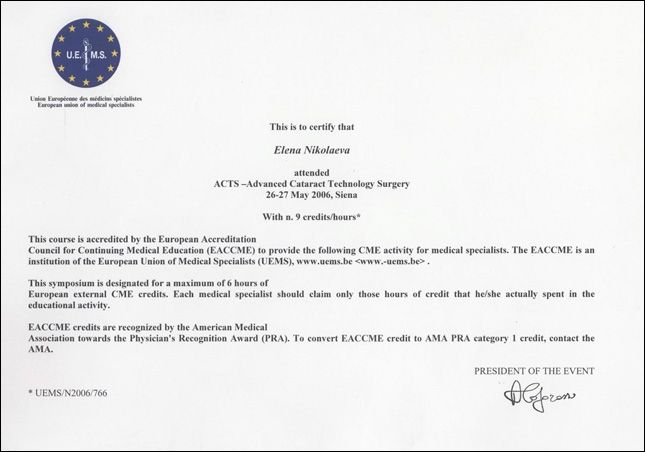 U.E.M.S.
Union Européenne des médicins spécialistes
European union of medical specialists
This is to certify that
Elena Nikolaeva
attended
ACTS –Advanced Cataract Technology Surgery
26-27 May 2006, Siena
With n. 9 credits/hours*
This course is accredited by the European Accreditation
Council for Continuing Medical Education (EACCME) to provide the following CME activity for medical specialists. The EACCME is an
institution of the European Union of Medical Specialists (UEMS), www.uems.be <www.-uems.be> .
This symposium is designated for a maximum of 6 hours of
European external CME credits. Each medical specialist should claim only those hours of credit that he/she actually spent in the
educational activity.
EACCME credits are recognized by the American Medical
Association towards the Physician's Recognition Award (PRA). To convert EACCME credit to AMA PRA category 1 credit, contact the
AMA.
PRESIDENT OF THE EVENT
* UEMS/N2006/766